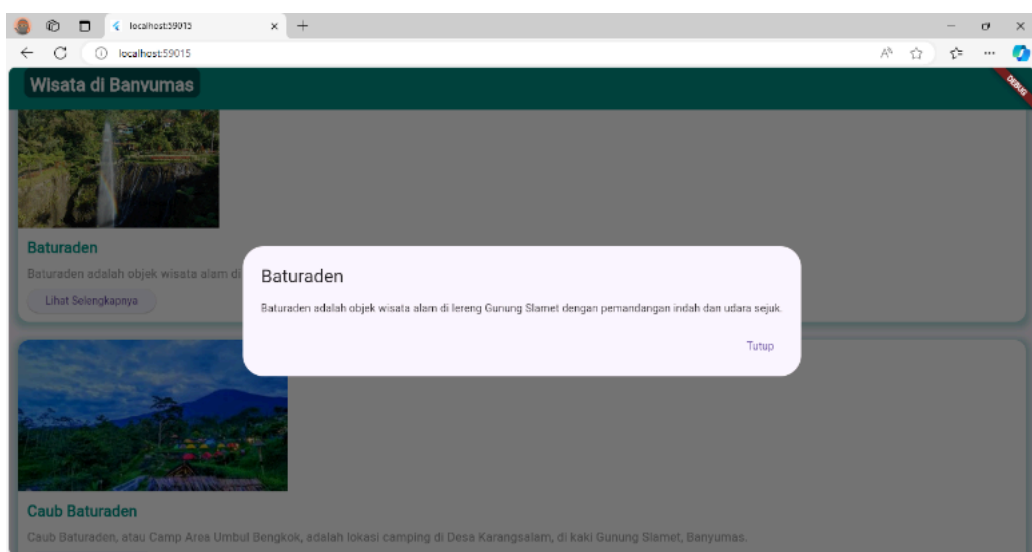 localhost:59015
localhost:59015
Wisata di Banyumas
DEBUG
Baturaden
Baturaden adalah objek wisata alam di
Lihat Selengkapnya
Baturaden
Baturaden adalah objek wisata alam di lereng Gunung Slamet dengan pemandangan indah dan udara sejuk.
Tutup
Caub Baturaden
Caub Baturaden, atau Camp Area Umbul Bengkok, adalah lokasi camping di Desa Karangsalam, di kaki Gunung Slamet, Banyumas.